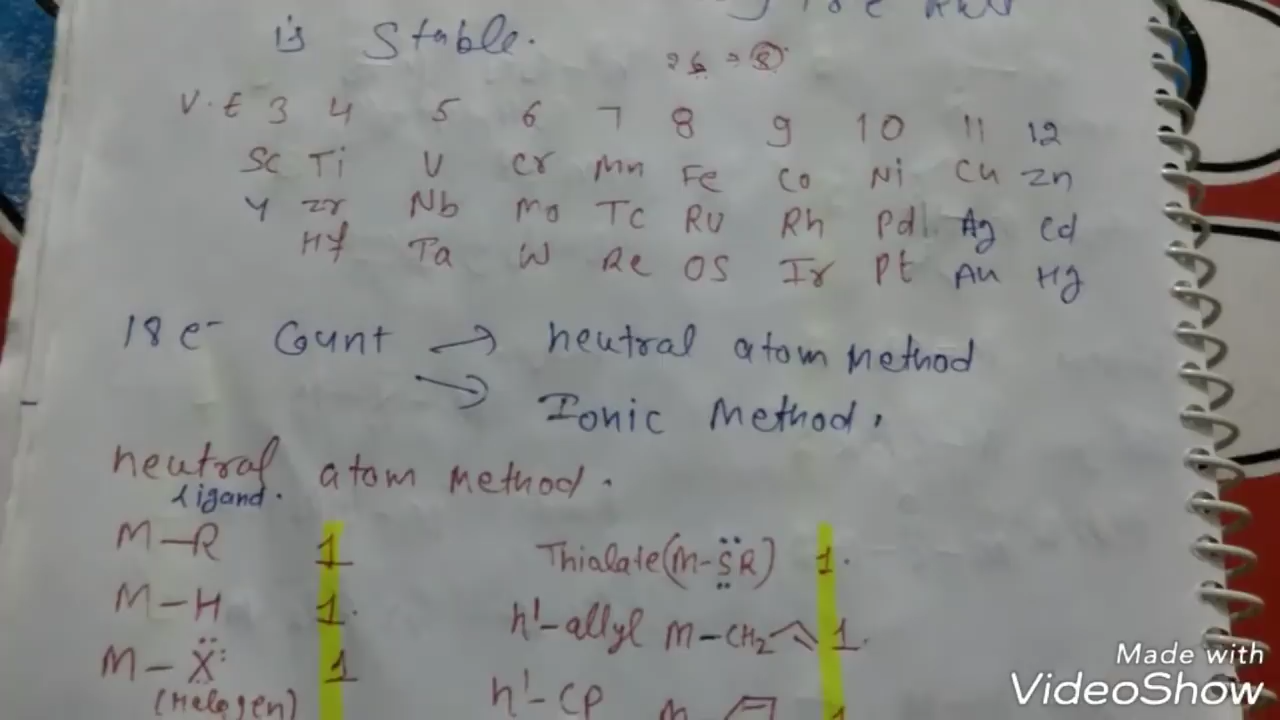 is Stable.
8
V.E 3 4 5 6 7 8 9 10 11 12
Sc Ti V Cr Mn Fe Co Ni Cu Zn
Y Zr Nb Mo Tc RU Rh Pd Ag Cd
Hf Ta W Re OS Ir Pt Au Hg
18 e⁻ Count → neutral atom method
→ Ionic Method.
neutral atom method.
Ligand.
M-R 1 Thialate(M-S̈R) 1.
M-H 1. h'-allyl M-CH₂ 1.
M-Ẍ: 1
(Halogen) h'-CP M 1
Made with
VideoShow